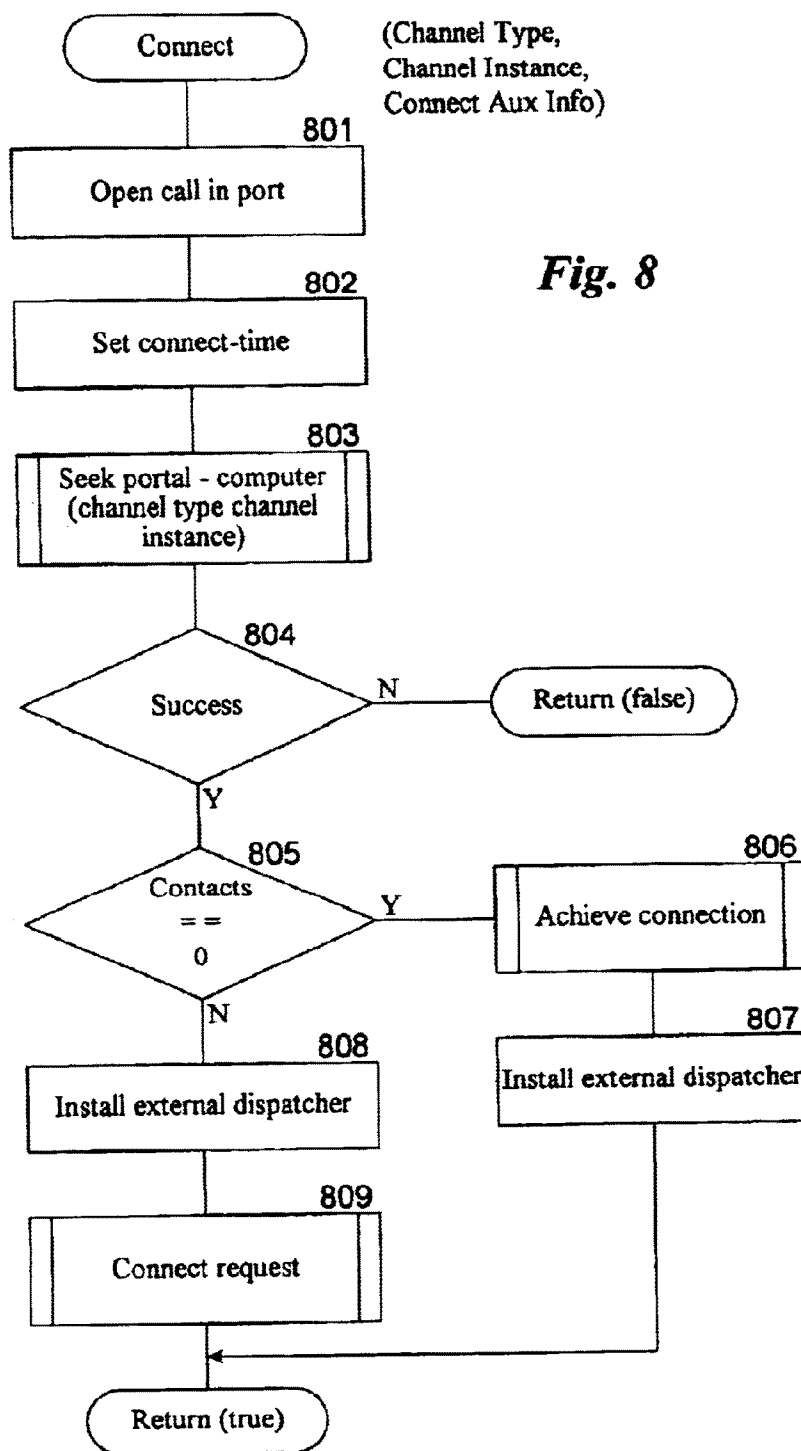 Connect
(Channel Type,
Channel Instance,
Connect Aux Info)
801
Open call in port
Fig. 8
802
Set connect-time
803
Seek portal - computer
(channel type channel
instance)
804
Success
N
Return (false)
Y
805
Contacts
= =
0
Y
806
Achieve connection
N
807
Install external dispatcher
808
Install external dispatcher
809
Connect request
Return (true)